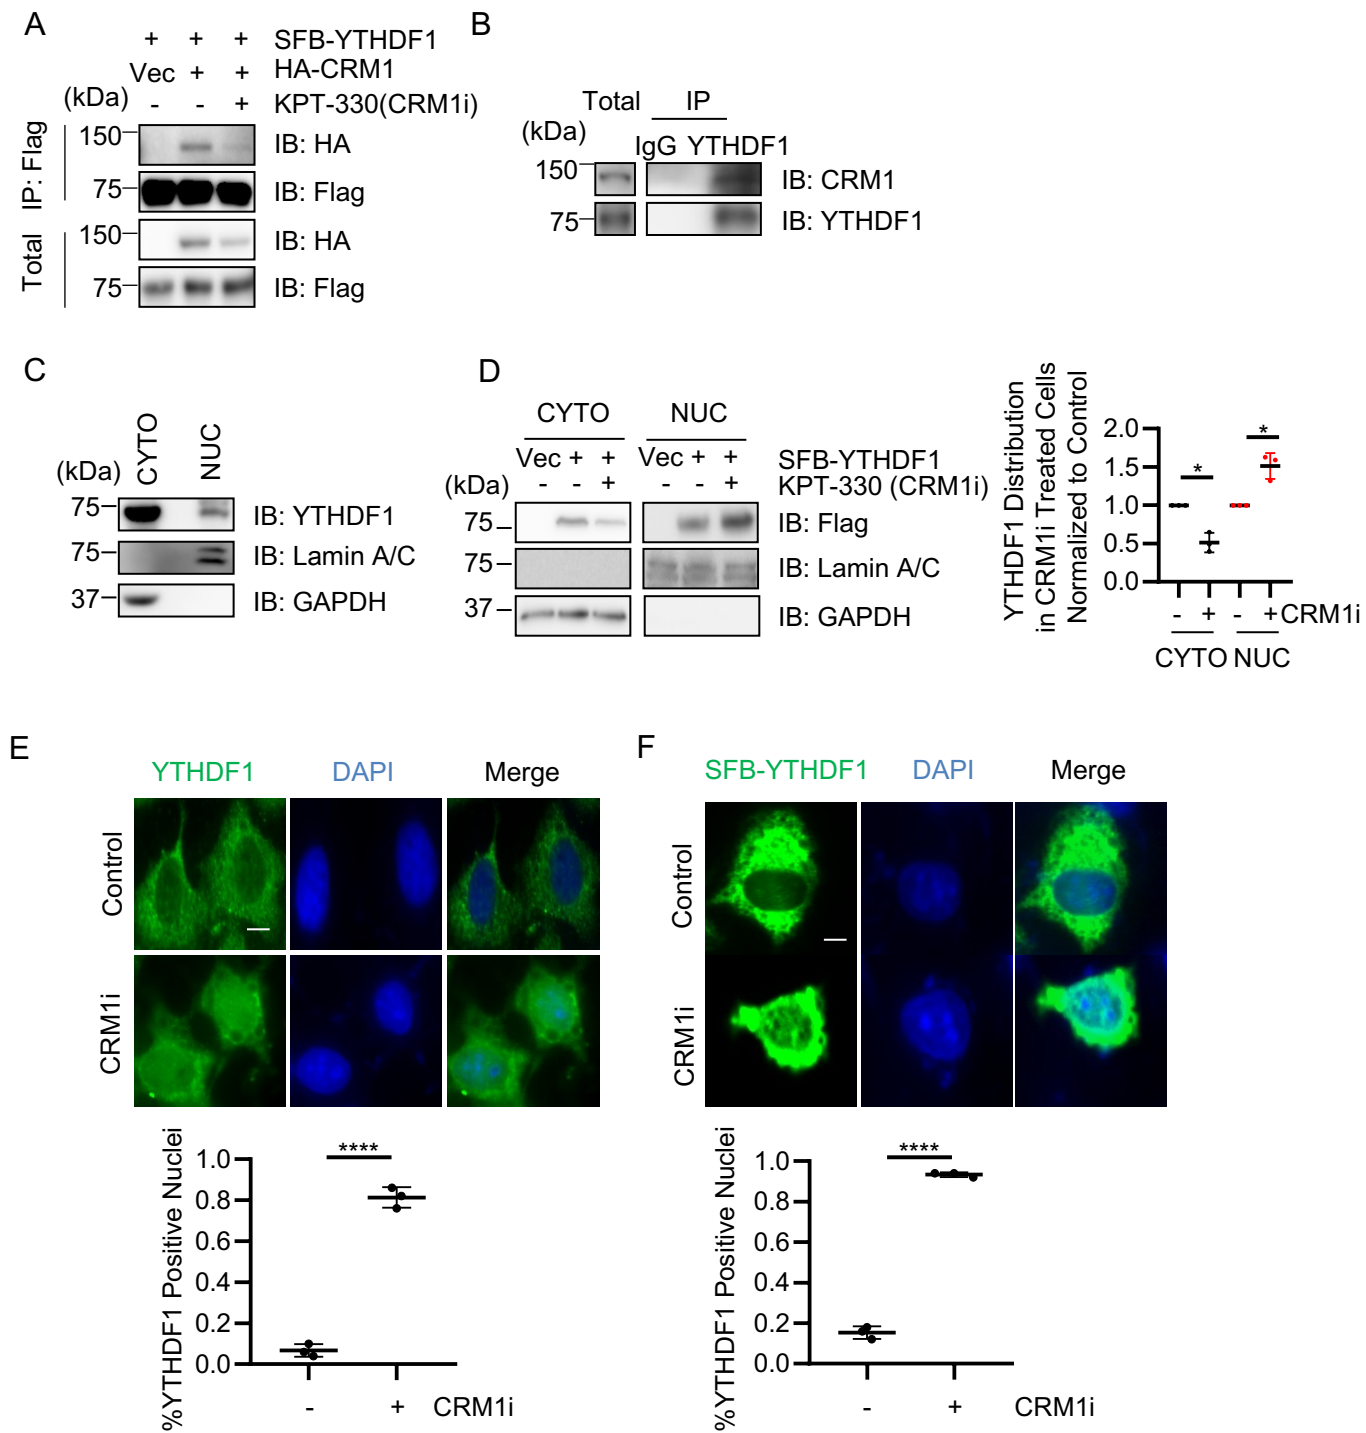 A
+ + + SFB-YTHDF1
Vec + + HA-CRM1
(kDa) - - + KPT-330(CRM1i)
IP: Flag
150 IB: HA
75 IB: Flag
Total
150 IB: HA
75 IB: Flag
B
Total IP
(kDa) IgG YTHDF1
150 IB: CRM1
75 IB: YTHDF1
C
CYTO NUC
(kDa)
75 IB: YTHDF1
75 IB: Lamin A/C
37 IB: GAPDH
D
CYTO NUC
Vec + + Vec + + SFB-YTHDF1
(kDa) - - + - - + KPT-330 (CRM1i)
75 IB: Flag
75 IB: Lamin A/C
37 IB: GAPDH
YTHDF1 Distribution
in CRM1i Treated Cells
Normalized to Control
2.0
1.5
1.0
0.5
0.0
* *
- + - + CRM1i
CYTO NUC
E
YTHDF1 DAPI Merge
Control
CRM1i
%YTHDF1 Positive Nuclei
1.0
0.8
0.6
0.4
0.2
0.0
****
- + CRM1i
F
SFB-YTHDF1 DAPI Merge
Control
CRM1i
%YTHDF1 Positive Nuclei
1.0
0.8
0.6
0.4
0.2
0.0
****
- + CRM1i